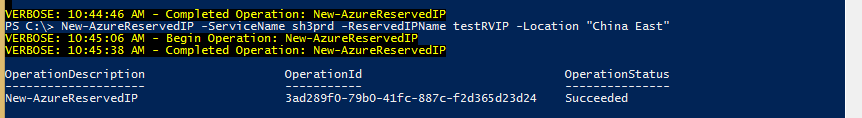 VERBOSE: 10:44:46 AM - Completed Operation: New-AzureReservedIP
PS C:\> New-AzureReservedIP -ServiceName sh3prd -ReservedIPName testRVIP -Location "China East"
VERBOSE: 10:45:06 AM - Begin Operation: New-AzureReservedIP
VERBOSE: 10:45:38 AM - Completed Operation: New-AzureReservedIP
OperationDescription OperationId OperationStatus
-------------------- ----------- ---------------
New-AzureReservedIP 3ad289f0-79b0-41fc-887c-f2d365d23d24 Succeeded